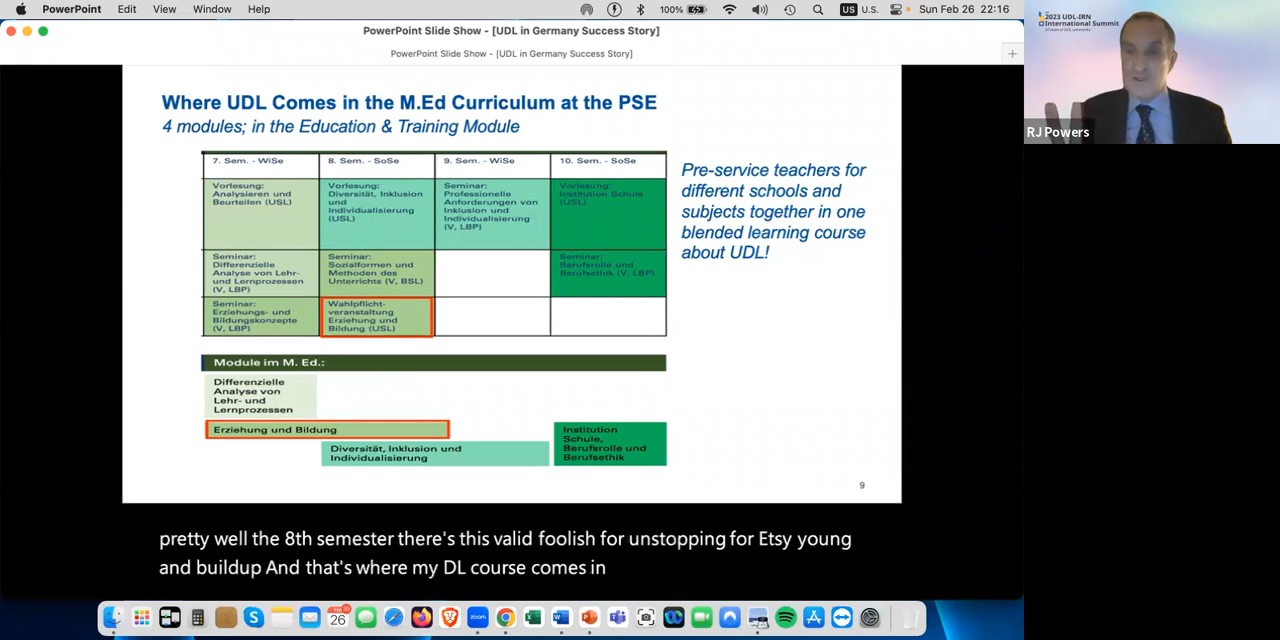 PowerPoint Edit View Window Help 100% US U.S. Sun Feb 26 22:16
PowerPoint Slide Show - [UDL in Germany Success Story]
PowerPoint Slide Show - [UDL in Germany Success Story]
2023 UDL-IRN
International Summit
RJ Powers
Where UDL Comes in the M.Ed Curriculum at the PSE
4 modules; in the Education & Training Module
7. Sem. - WiSe 8. Sem. - SoSe 9. Sem. - WiSe 10. Sem. - SoSe
Vorlesung:
Analysieren und
Beurteilen (USL)
Vorlesung:
Diversität, Inklusion
und
Individualisierung
(USL)
Seminar:
Professionelle
Anforderungen von
Inklusion und
Individualisierung
(V, LBP)
Vorlesung:
Institution Schule
(USL)
Seminar:
Differenzielle
Analyse von Lehr-
und Lernprozessen
(V, LBP)
Seminar:
Sozialformen und
Methoden des
Unterrichts (V, BSL)
Seminar:
Berufsrolle und
Berufsethik (V, LBP)
Seminar:
Erziehungs- und
Bildungskonzepte
(V, LBP)
Wahlpflicht-
veranstaltung
Erziehung und
Bildung (USL)
Pre-service teachers for
different schools and
subjects together in one
blended learning course
about UDL!
Module im M. Ed.:
Differenzielle
Analyse von
Lehr- und
Lernprozessen
Erziehung und Bildung
Diversität, Inklusion und
Individualisierung
Institution
Schule,
Berufsrolle und
Berufsethik
9
pretty well the 8th semester there's this valid foolish for unstopping for Etsy young
and buildup And that's where my DL course comes in
26
zoom